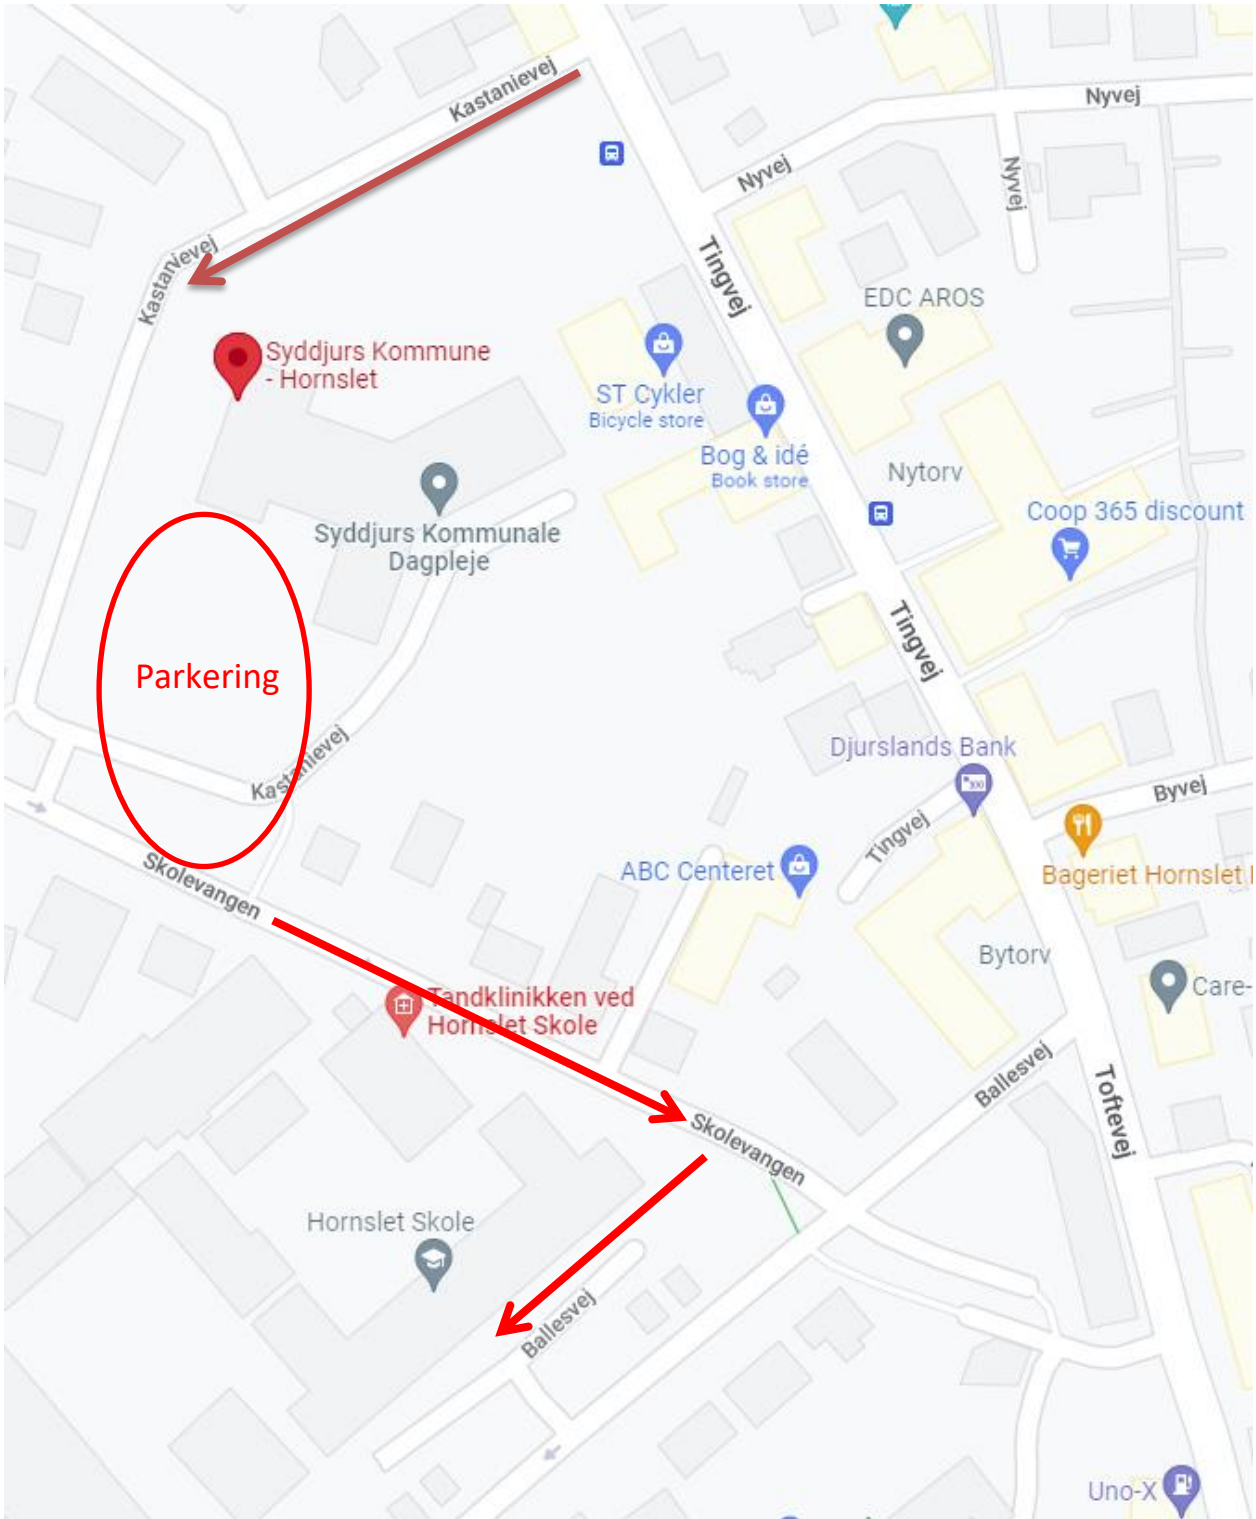 Kastanievej
Nyvej
Nyvej
Nyvej
Kastanievej
Tingvej
EDC AROS
Syddjurs Kommune
- Hornslet
ST Cykler
Bicycle store
Bog & idé
Book store
Nytorv
Coop 365 discount
Syddjurs Kommunale
Dagpleje
Tingvej
Parkering
Kastanievej
Djurslands Bank
Byvej
Tingvej
ABC Centeret
Bageriet Hornslet
Skolevangen
Bytorv
Care-
Tandklinikken ved
Hornslet Skole
Ballesvej
Toftevej
Skolevangen
Hornslet Skole
Ballesvej
Uno-X